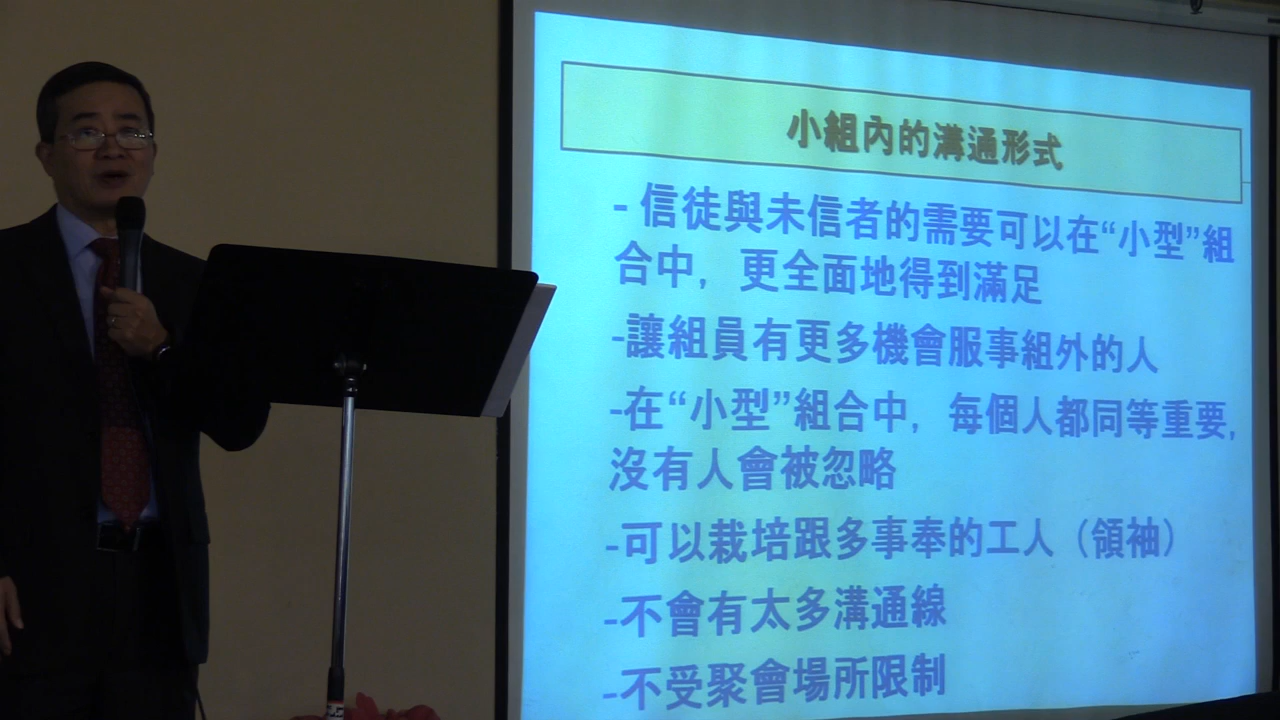 小組內的溝通形式
- 信徒與未信者的需要可以在“小型”組
合中，更全面地得到滿足
-讓組員有更多機會服事組外的人
-在“小型”組合中，每個人都同等重要,
沒有人會被忽略
-可以栽培跟多事奉的工人（領袖）
-不會有太多溝通線
-不受聚會場所限制